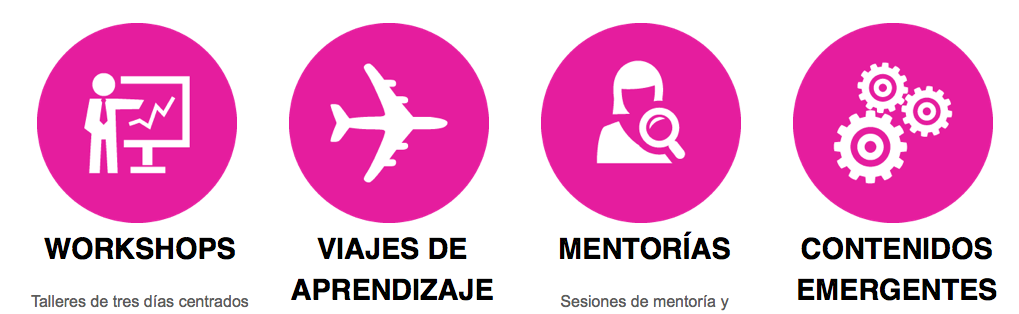 WORKSHOPS
Talleres de tres días centrados
VIAJES DE
APRENDIZAJE
MENTORÍAS
Sesiones de mentoría y
CONTENIDOS
EMERGENTES